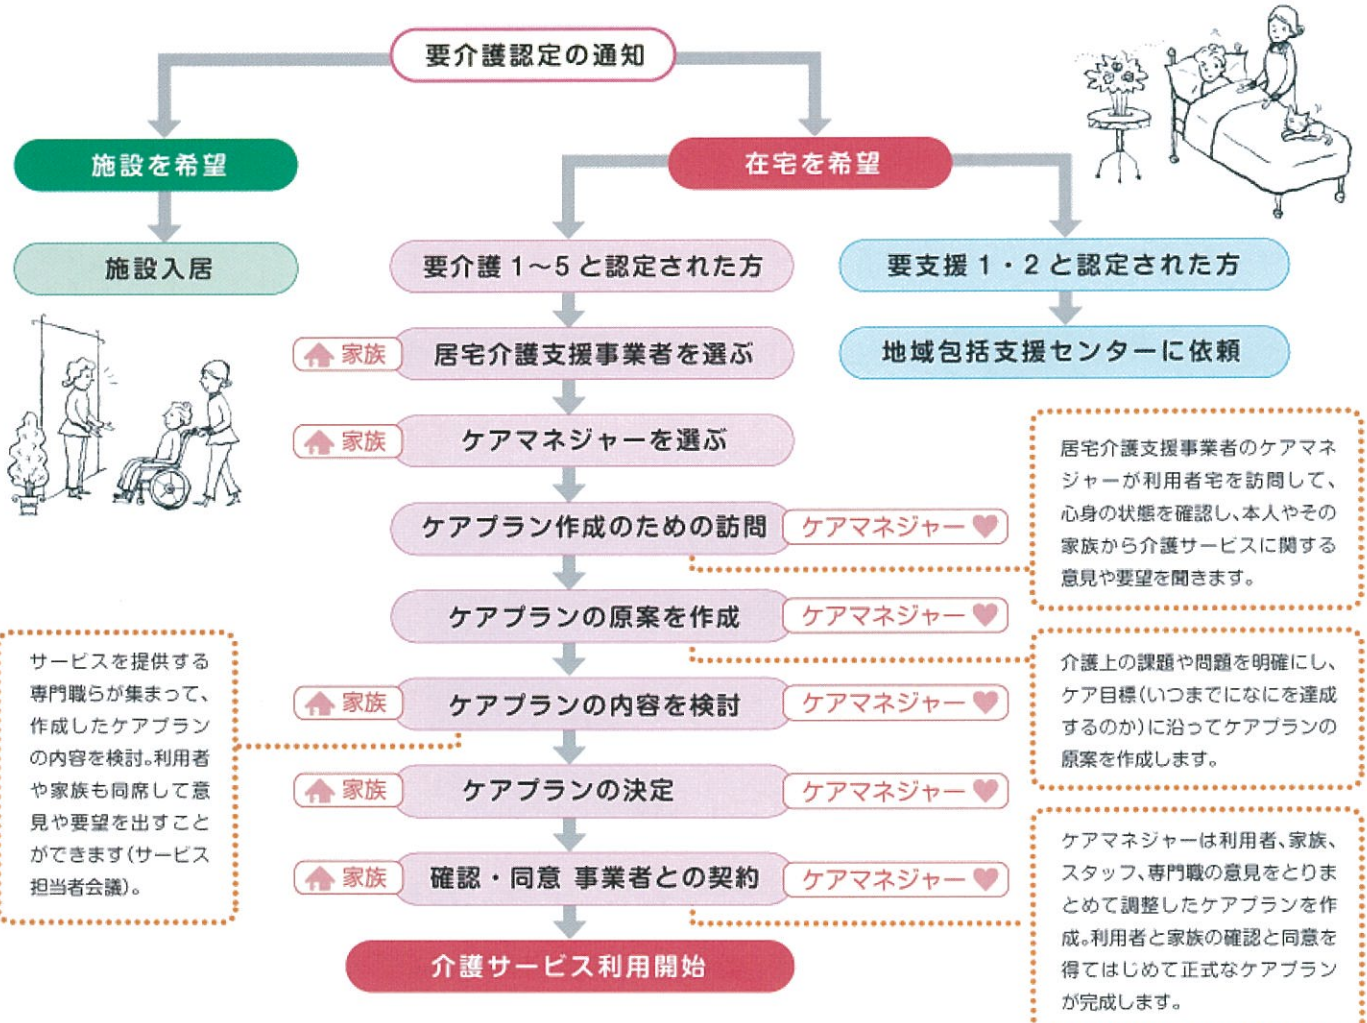 要介護認定の通知
施設を希望
在宅を希望
施設入居
要介護1～5と認定された方
要支援1・2と認定された方
家族
居宅介護支援事業者を選ぶ
地域包括支援センターに依頼
家族
ケアマネジャーを選ぶ
ケアプラン作成のための訪問
ケアマネジャー
居宅介護支援事業者のケアマネ
ジャーが利用者宅を訪問して、
心身の状態を確認し、本人やその
家族から介護サービスに関する
意見や要望を聞きます。
ケアプランの原案を作成
ケアマネジャー
介護上の課題や問題を明確にし、
ケア目標(いつまでになにを達成
するのか)に沿ってケアプランの
原案を作成します。
家族
ケアプランの内容を検討
ケアマネジャー
サービスを提供する
専門職らが集まって、
作成したケアプラン
の内容を検討。利用者
や家族も同席して意
見や要望を出すこと
ができます(サービス
担当者会議)。
家族
ケアプランの決定
ケアマネジャー
家族
確認・同意 事業者との契約
ケアマネジャー
ケアマネジャーは利用者、家族、
スタッフ、専門職の意見をとりま
とめて調整したケアプランを作
成。利用者と家族の確認と同意を
得てはじめて正式なケアプラン
が完成します。
介護サービス利用開始